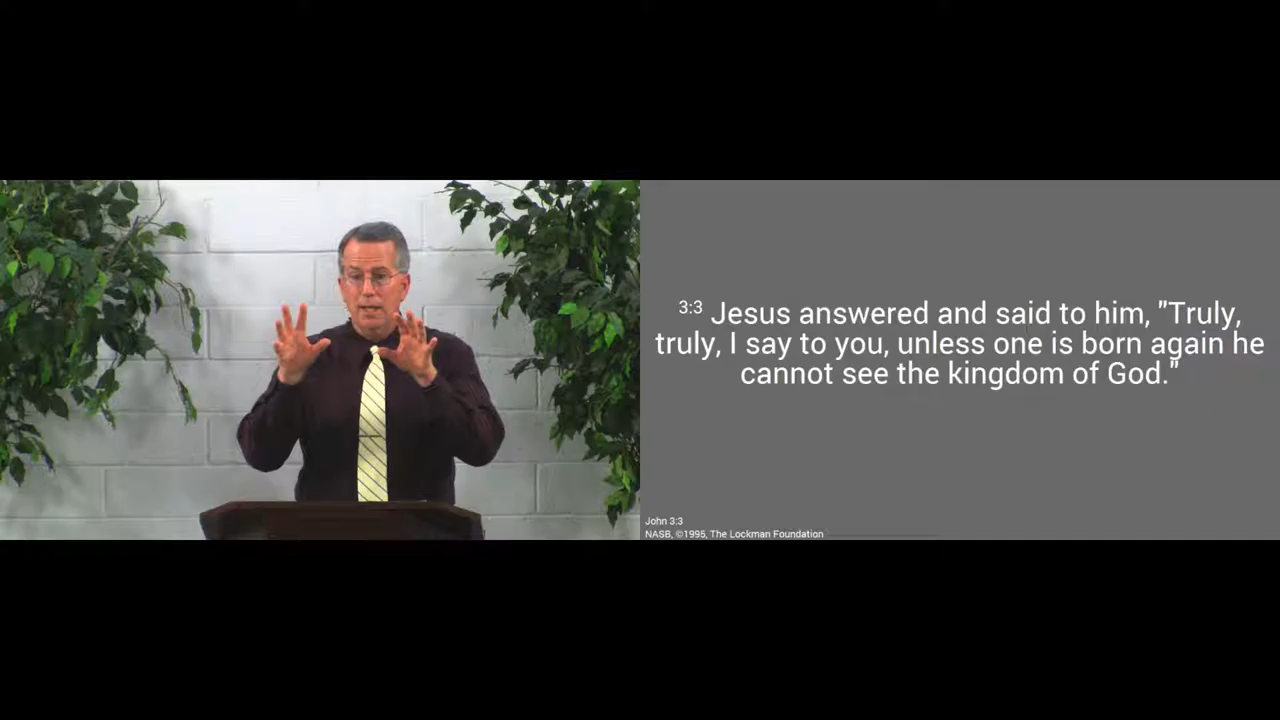 3:3 Jesus answered and said to him, "Truly,
truly, I say to you, unless one is born again he
cannot see the kingdom of God."
John 3:3
NASB, ©1995, The Lockman Foundation